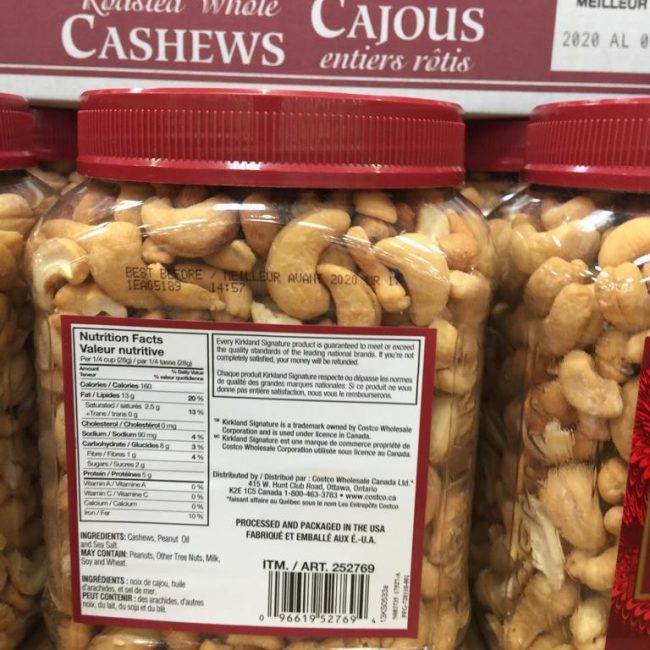 Roasted Whole
CASHEWS
CAJOUS
entiers rôtis
MEILLEUR
2020 AL 0
BEST BEFORE / MEILLEUR AVANT 2020
1EA05189 14:57
Nutrition Facts
Valeur nutritive
Per 1/4 cup (28g) / par 1/4 tasse (28g)
Amount
Teneur
% Daily Value
% valeur quotidienne
Calories / Calories 160
Fat / Lipides 13 g 20 %
Saturated / saturés 2.5 g
+Trans / trans 0 g 13 %
Cholesterol / Cholestérol 0 mg
Sodium / Sodium 90 mg 4 %
Carbohydrate / Glucides 8 g 3 %
Fibre / Fibres 1 g 4 %
Sugars / Sucres 2 g
Protein / Protéines 5 g
Vitamin A / Vitamine A 0 %
Vitamin C / Vitamine C 0 %
Calcium / Calcium 0 %
Iron / Fer 10 %
INGREDIENTS: Cashews, Peanut Oil
and Sea Salt.
MAY CONTAIN: Peanuts, Other Tree Nuts, Milk,
Soy and Wheat.
INGRÉDIENTS : noix de cajou, huile
d'arachides, et sel de mer.
PEUT CONTENIR : des arachides, d'autres
noix, du lait, du soja et du blé.
Every Kirkland Signature product is guaranteed to meet or exceed
the quality standards of the leading national brands. If you're not
completely satisfied, your money will be refunded.
Chaque produit Kirkland Signature respecte ou dépasse les normes
de qualité des grandes marques nationales. Si ce produit ne vous
donne pas entière satisfaction, nous vous le rembourserons.
™ Kirkland Signature is a trademark owned by Costco Wholesale
Corporation and is used under licence in Canada.
MC Kirkland Signature est une marque de commerce propriété de
Costco Wholesale Corporation utilisée sous licence au Canada.
Distributed by / Distribué par : Costco Wholesale Canada Ltd.*
415 W. Hunt Club Road, Ottawa, Ontario
K2E 1C5 Canada 1-800-463-3783 • www.costco.ca
*faisant affaire au Québec sous le nom Les Entrepôts Costco
PROCESSED AND PACKAGED IN THE USA
FABRIQUÉ ET EMBALLÉ AUX É.-U.A.
ITM. / ART. 252769
0 96619 52769 4